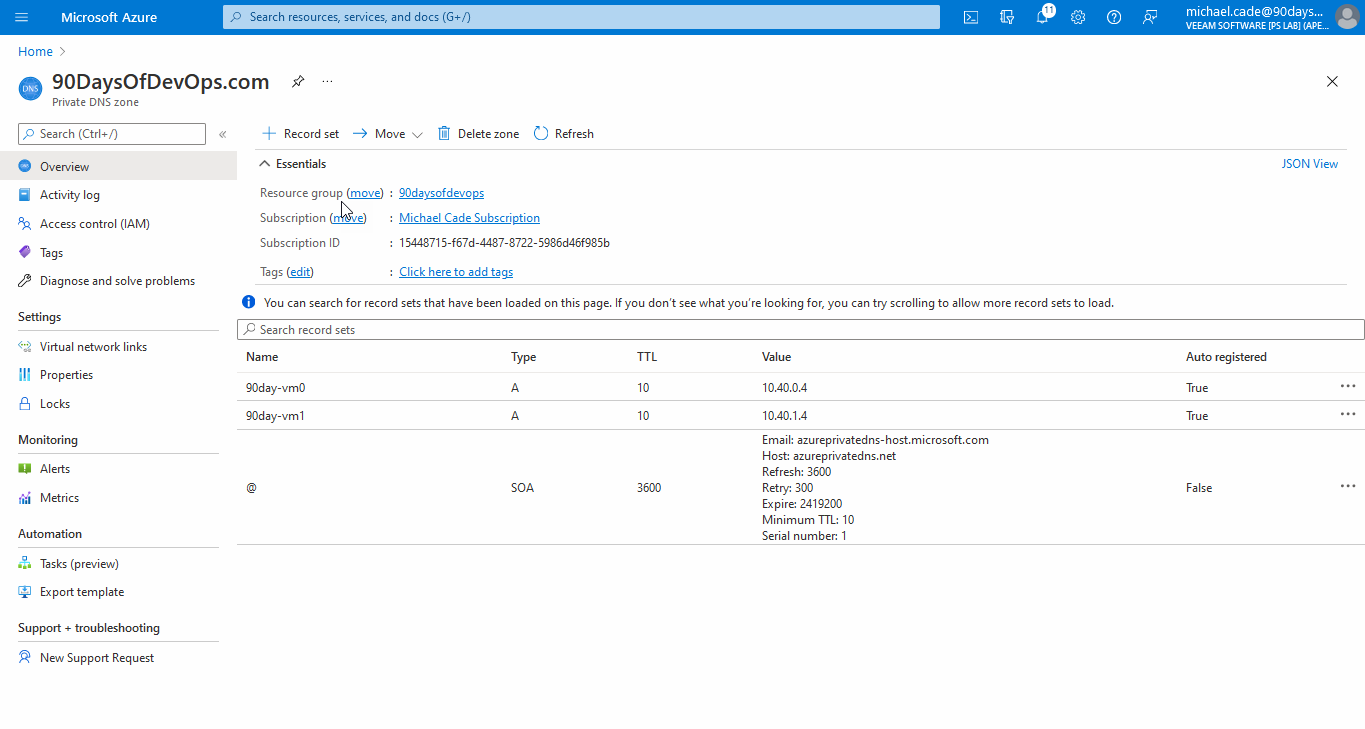 Microsoft Azure
Search resources, services, and docs (G+/)
11
michael.cade@90days...
VEEAM SOFTWARE [PS LAB] (APE...
Home
DNS
90DaysOfDevOps.com
...
Private DNS zone
Search (Ctrl+/)
«
Record set
Move
Delete zone
Refresh
Overview
Activity log
Access control (IAM)
Tags
Diagnose and solve problems
Settings
Virtual network links
Properties
Locks
Monitoring
Alerts
Metrics
Automation
Tasks (preview)
Export template
Support + troubleshooting
New Support Request
Essentials
JSON View
Resource group (move) : 90daysofdevops
Subscription (move) : Michael Cade Subscription
Subscription ID : 15448715-f67d-4487-8722-5986d46f985b
Tags (edit) : Click here to add tags
You can search for record sets that have been loaded on this page. If you don't see what you're looking for, you can try scrolling to allow more record sets to load.
Search record sets
Name Type TTL Value Auto registered
90day-vm0 A 10 10.40.0.4 True ...
90day-vm1 A 10 10.40.1.4 True ...
Email: azureprivatedns-host.microsoft.com
Host: azureprivatedns.net
Refresh: 3600
@ SOA 3600 Retry: 300 False ...
Expire: 2419200
Minimum TTL: 10
Serial number: 1